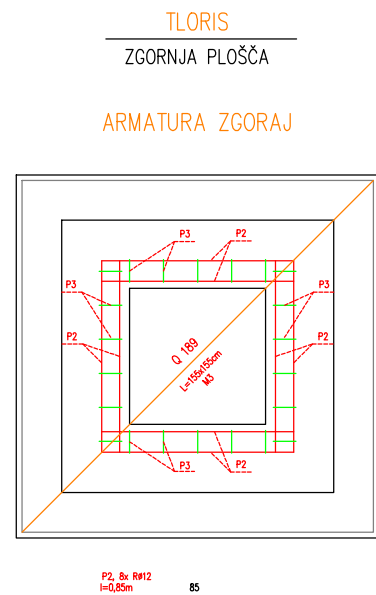 TLORIS
ZGORNJA PLOŠČA
ARMATURA ZGORAJ
P3
P2
P3
P3
P2
P2
Q 189
L=155x155cm
M3
P3
P2
P2, 8x RØ12
l=0,85m
85